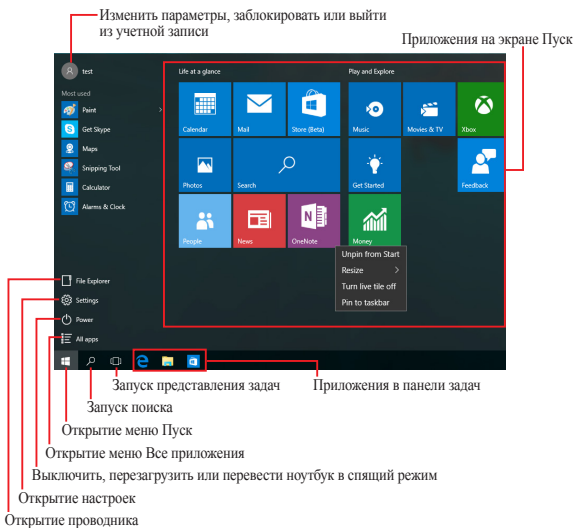 Изменить параметры, заблокировать или выйти
из учетной записи
Приложения на экране Пуск
test
Life at a glance
Play and Explore
Most used
Paint
Get Skype
Maps
Snipping Tool
Calculator
Alarms & Clock
Calendar
Mail
Store (Beta)
Music
Movies & TV
Xbox
Photos
Search
Get Started
Feedback
People
News
OneNote
Money
Unpin from Start
Resize
Turn live tile off
Pin to taskbar
File Explorer
Settings
Power
All apps
Запуск представления задач
Приложения в панели задач
Запуск поиска
Открытие меню Пуск
Открытие меню Все приложения
Выключить, перезагрузить или перевести ноутбук в спящий режим
Открытие настроек
Открытие проводника